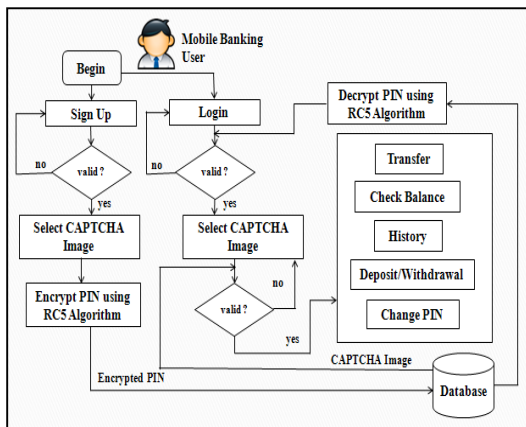 Mobile Banking
User
Begin
Sign Up
Login
Decrypt PIN using
RC5 Algorithm
no
valid ?
no
valid ?
yes
yes
Select CAPTCHA
Image
Select CAPTCHA
Image
Encrypt PIN using
RC5 Algorithm
no
valid ?
yes
Transfer
Check Balance
History
Deposit/Withdrawal
Change PIN
CAPTCHA Image
Encrypted PIN
Database